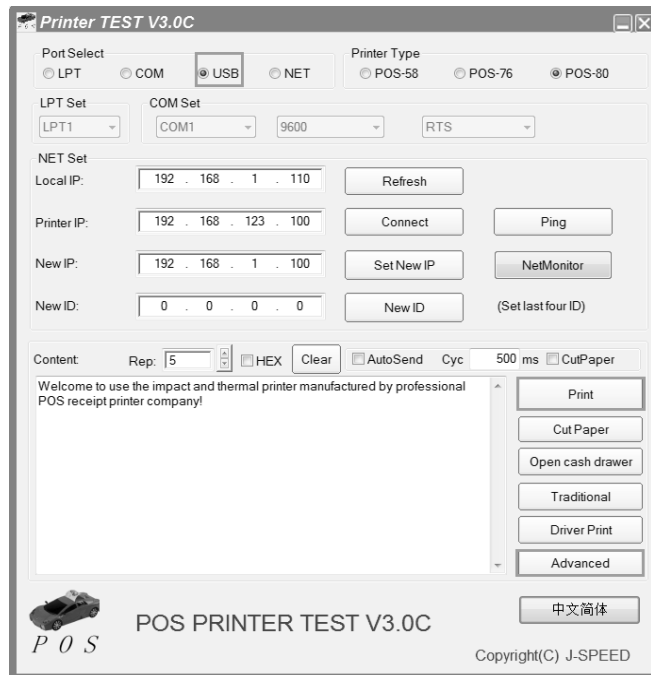 Printer TEST V3.0C
Port Select
LPT COM USB NET
Printer Type
POS-58 POS-76 POS-80
LPT Set
LPT1
COM Set
COM1 9600 RTS
NET Set
Local IP: 192 . 168 . 1 . 110 Refresh
Printer IP: 192 . 168 . 123 . 100 Connect Ping
New IP: 192 . 168 . 1 . 100 Set New IP NetMonitor
New ID: 0 . 0 . 0 . 0 New ID (Set last four ID)
Content: Rep: 5 HEX Clear AutoSend Cyc 500 ms CutPaper
Welcome to use the impact and thermal printer manufactured by professional
POS receipt printer company!
Print
Cut Paper
Open cash drawer
Traditional
Driver Print
Advanced
POS
POS PRINTER TEST V3.0C
中文简体
Copyright(C) J-SPEED